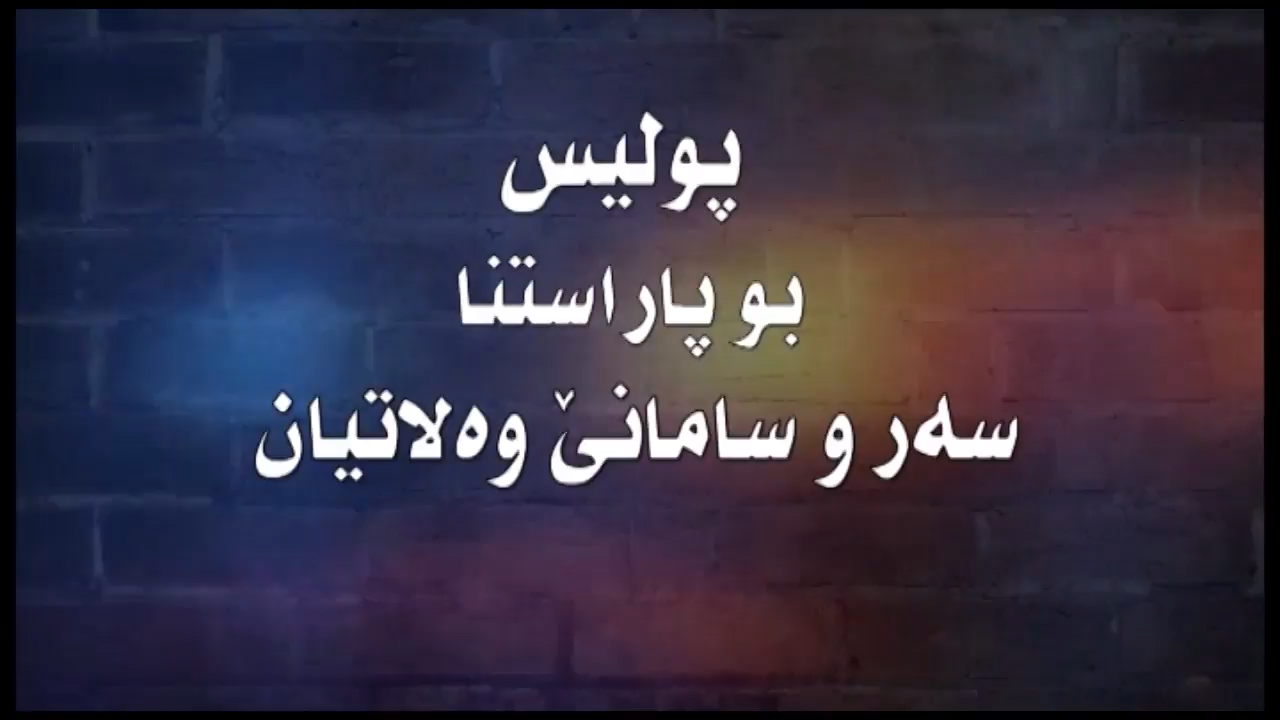 پولیس
بو پاراستنا
سەر و سامانێ وەلاتیان